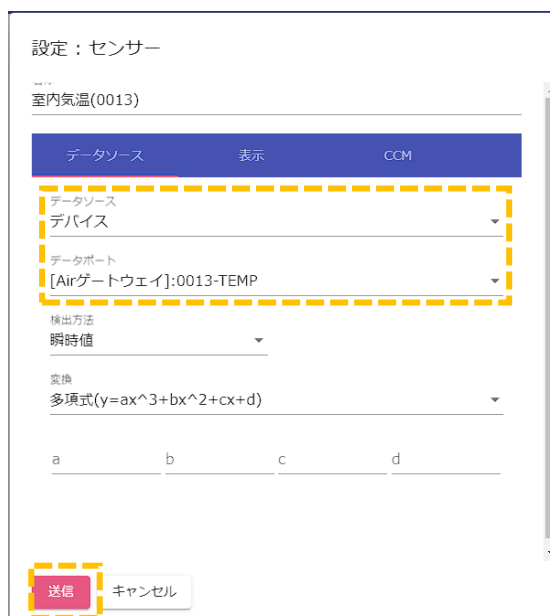 設定：センサー
室内気温(0013)
データソース 表示 CCM
データソース
デバイス
データポート
[Airゲートウェイ]:0013-TEMP
検出方法
瞬時値
変換
多項式(y=ax^3+bx^2+cx+d)
a b c d
送信 キャンセル